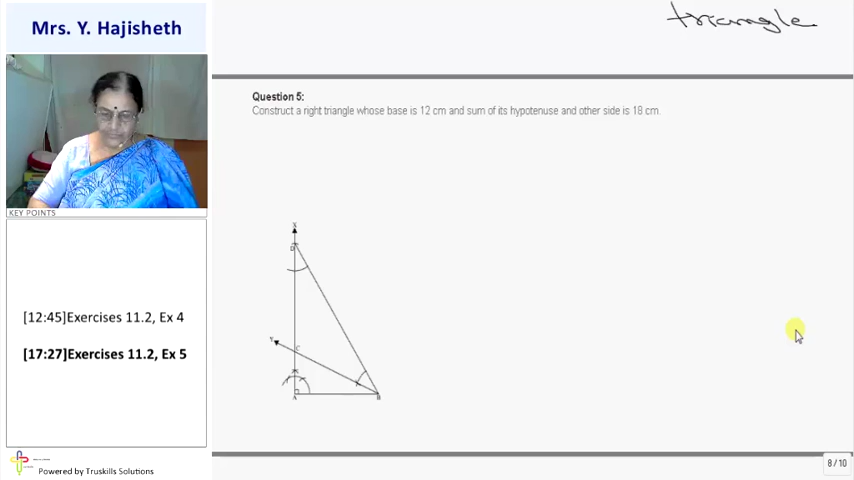 Mrs. Y. Hajisheth
triangle
Question 5:
Construct a right triangle whose base is 12 cm and sum of its hypotenuse and other side is 18 cm.
KEY POINTS
[12:45]Exercises 11.2, Ex 4
[17:27]Exercises 11.2, Ex 5
X
D
Y
C
A
B
Powered by Truskills Solutions
8 / 10